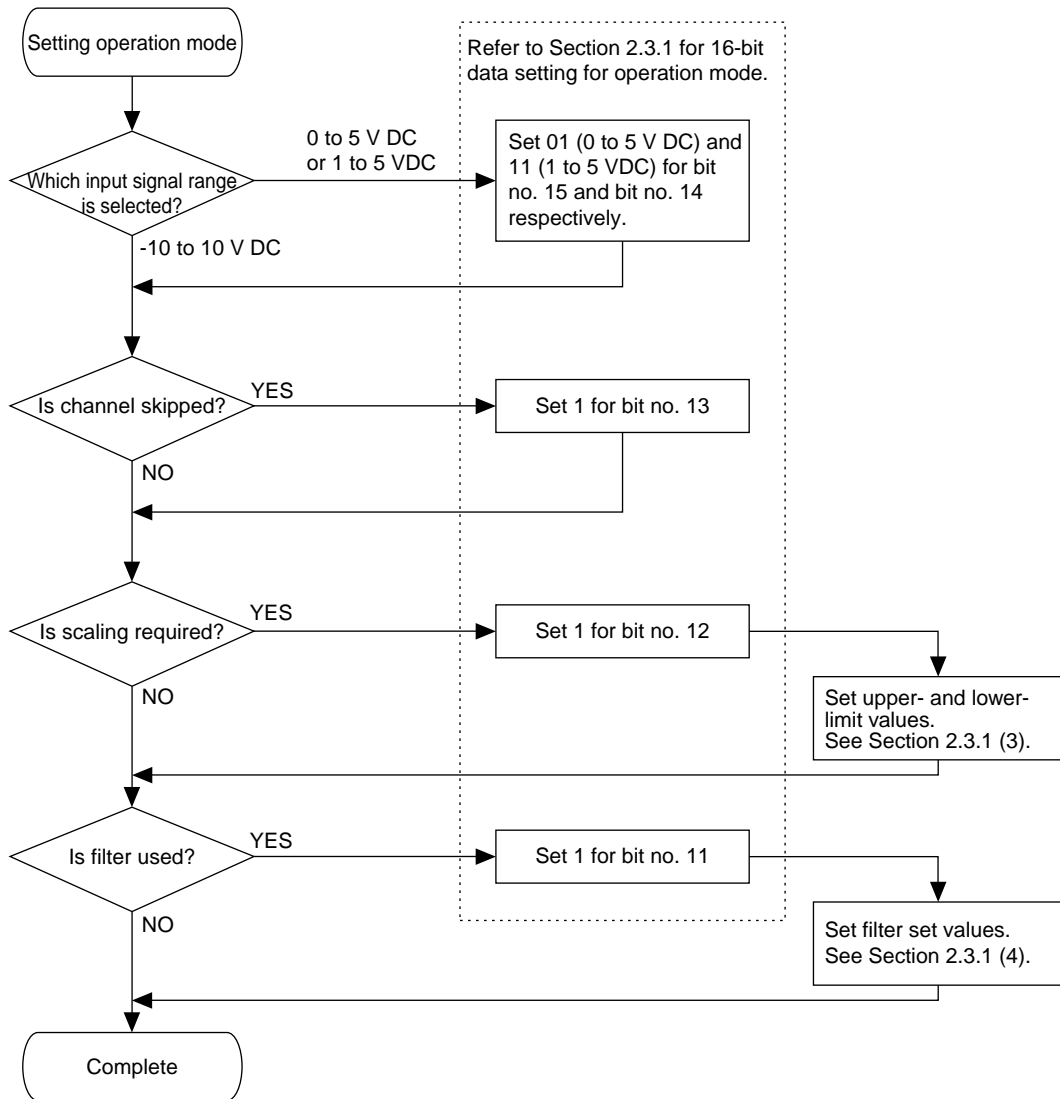 Setting operation mode
Refer to Section 2.3.1 for 16-bit
data setting for operation mode.
0 to 5 V DC
or 1 to 5 VDC
Which input signal range
is selected?
Set 01 (0 to 5 V DC) and
11 (1 to 5 VDC) for bit
no. 15 and bit no. 14
respectively.
-10 to 10 V DC
Is channel skipped?
YES
Set 1 for bit no. 13
NO
Is scaling required?
YES
Set 1 for bit no. 12
NO
Set upper- and lower-
limit values.
See Section 2.3.1 (3).
Is filter used?
YES
Set 1 for bit no. 11
NO
Set filter set values.
See Section 2.3.1 (4).
Complete